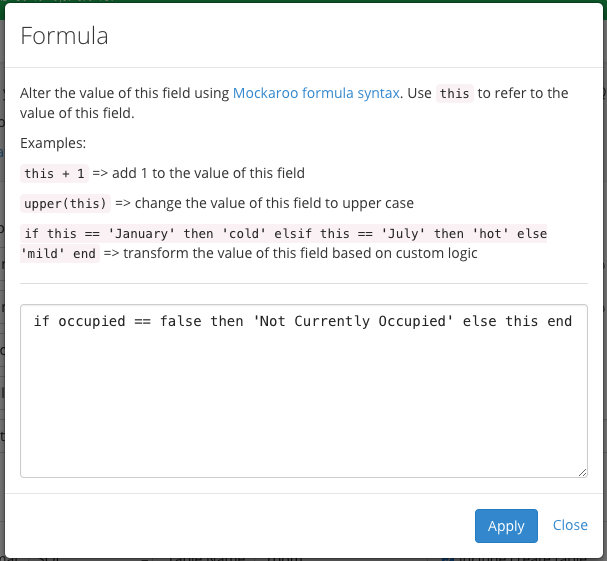 Formula
Alter the value of this field using Mockaroo formula syntax. Use this to refer to the
value of this field.
Examples:
this + 1 => add 1 to the value of this field
upper(this) => change the value of this field to upper case
if this == 'January' then 'cold' elsif this == 'July' then 'hot' else
'mild' end => transform the value of this field based on custom logic
if occupied == false then 'Not Currently Occupied' else this end
Apply Close